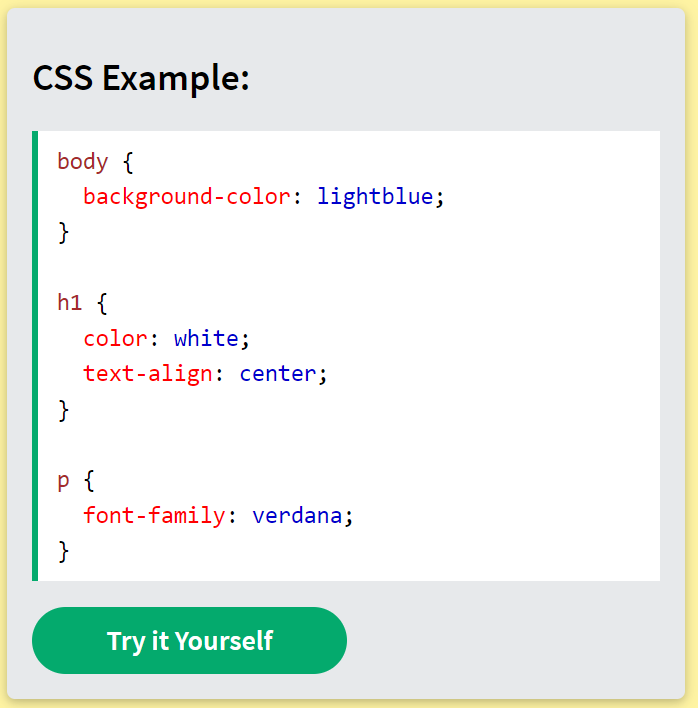 CSS Example:
body {
  background-color: lightblue;
}
h1 {
  color: white;
  text-align: center;
}
p {
  font-family: verdana;
}
Try it Yourself